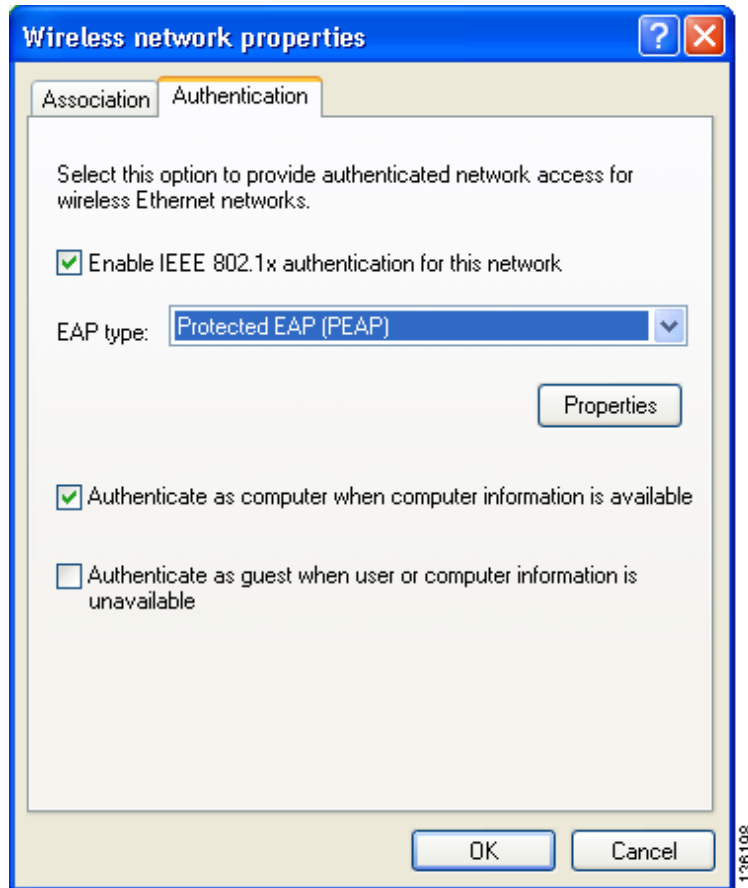 Wireless network properties
Association Authentication
Select this option to provide authenticated network access for
wireless Ethernet networks.
Enable IEEE 802.1x authentication for this network
EAP type: Protected EAP (PEAP)
Properties
Authenticate as computer when computer information is available
Authenticate as guest when user or computer information is
unavailable
OK Cancel
126198